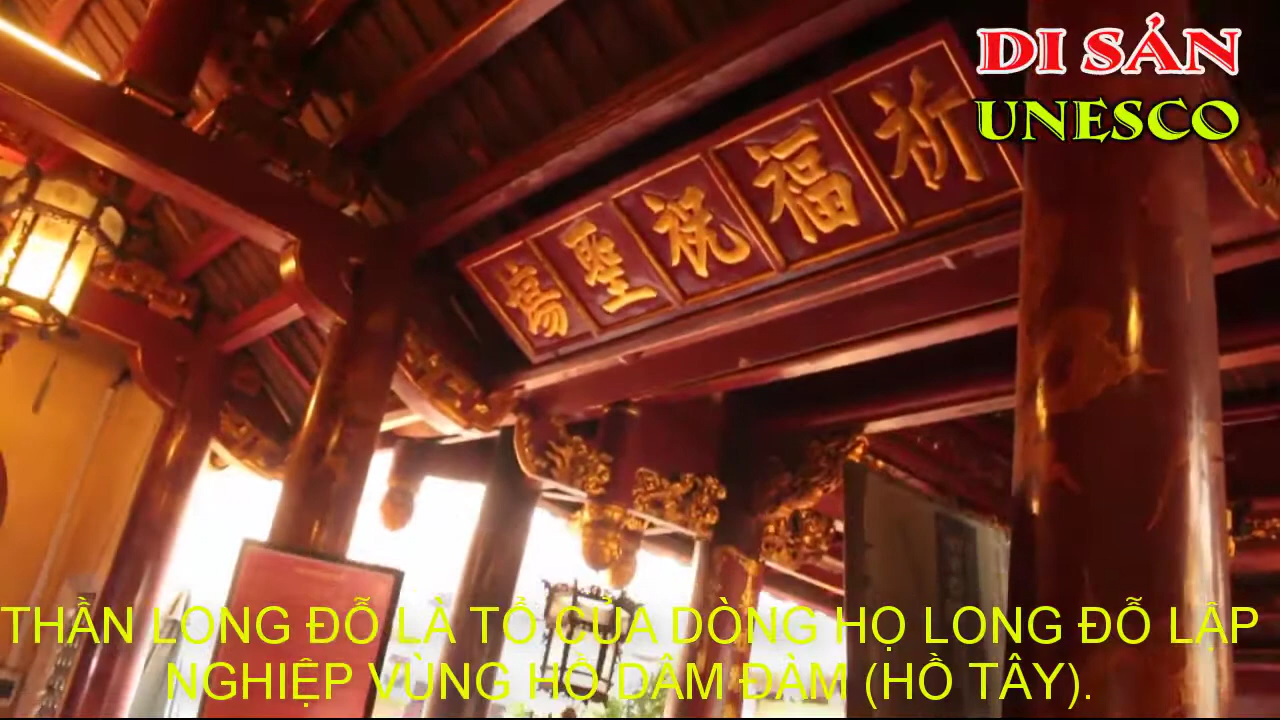 DI SẢN
UNESCO
祈福祝聖塲
THẦN LONG ĐỖ LÀ TỔ CỦA DÒNG HỌ LONG ĐỖ LẬP
NGHIỆP VÙNG HỒ DÂM ĐÀM (HỒ TÂY).